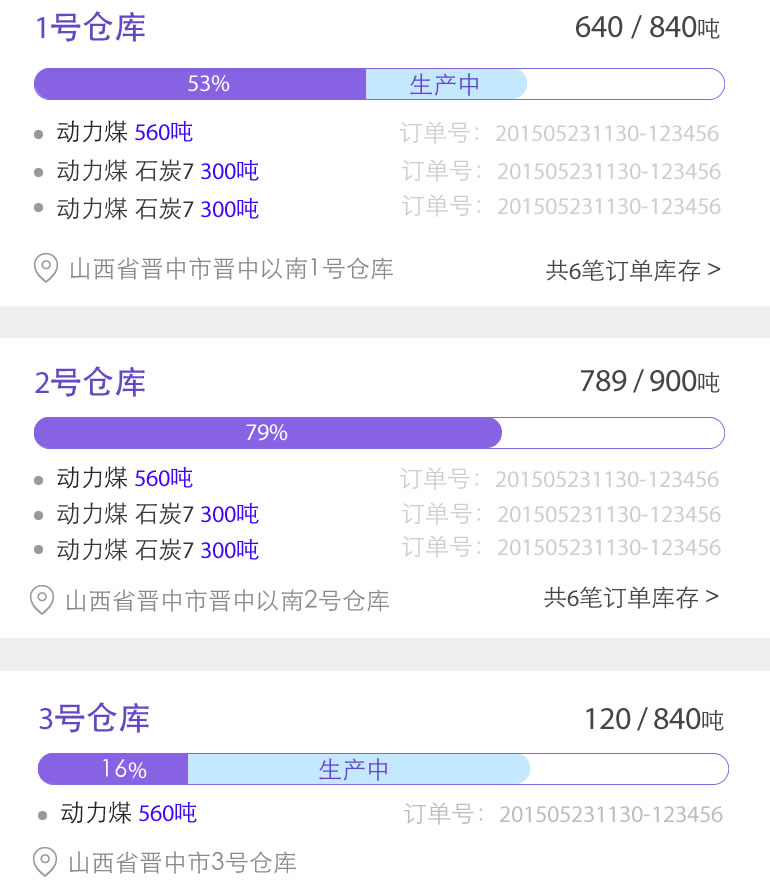 1号仓库 640 / 840吨
53% 生产中
动力煤 560吨 订单号: 201505231130-123456
动力煤 石炭7 300吨 订单号: 201505231130-123456
动力煤 石炭7 300吨 订单号: 201505231130-123456
山西省晋中市晋中以南1号仓库 共6笔订单库存 >
2号仓库 789 / 900吨
79%
动力煤 560吨 订单号: 201505231130-123456
动力煤 石炭7 300吨 订单号: 201505231130-123456
动力煤 石炭7 300吨 订单号: 201505231130-123456
山西省晋中市晋中以南2号仓库 共6笔订单库存 >
3号仓库 120 / 840吨
16% 生产中
动力煤 560吨 订单号: 201505231130-123456
山西省晋中市3号仓库